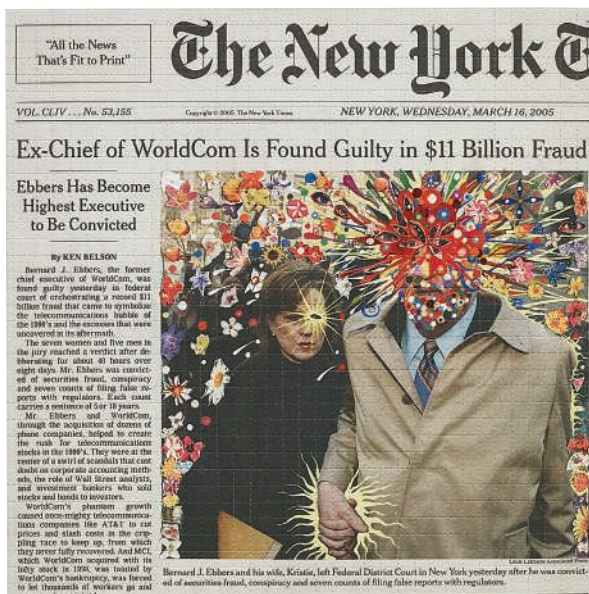 "All the News
That's Fit to Print"
The New York T
VOL. CLIV . . . No. 53,155
Copyright © 2005 The New York Times
NEW YORK, WEDNESDAY, MARCH 16, 2005
Ex-Chief of WorldCom Is Found Guilty in $11 Billion Fraud
Ebbers Has Become
Highest Executive
to Be Convicted
By KEN BELSON
Bernard J. Ebbers, the former
chief executive of WorldCom, was
found guilty yesterday in federal
court of orchestrating a record $11
billion fraud that came to symbolize
the telecommunications bubble of
the 1990's and the excesses that were
uncovered in its aftermath.
The seven women and five men in
the jury reached a verdict after de-
liberating for about 40 hours over
eight days. Mr. Ebbers was convict-
ed of securities fraud, conspiracy
and seven counts of filing false re-
ports with regulators. Each count
carries a sentence of 5 or 10 years.
Mr. Ebbers and WorldCom,
through the acquisition of dozens of
phone companies, helped to create
the rush for telecommunications
stocks in the 1990's. They were at the
center of a swirl of scandals that cast
doubt on corporate accounting meth-
ods, the role of Wall Street analysts,
and investment bankers who sold
stocks and bonds to investors.
WorldCom's phantom growth
caused once-mighty telecommunica-
tions companies like AT&T to cut
prices and slash costs in the crip-
pling race to keep up, from which
they never fully recovered. And MCI,
which WorldCom acquired with its
lofty stock in 1998, was tainted by
WorldCom's bankruptcy, was forced
to let thousands of workers go and
Bernard J. Ebbers and his wife, Kristie, left Federal District Court in New York yesterday after he was convict-
ed of securities fraud, conspiracy and seven counts of filing false reports with regulators.